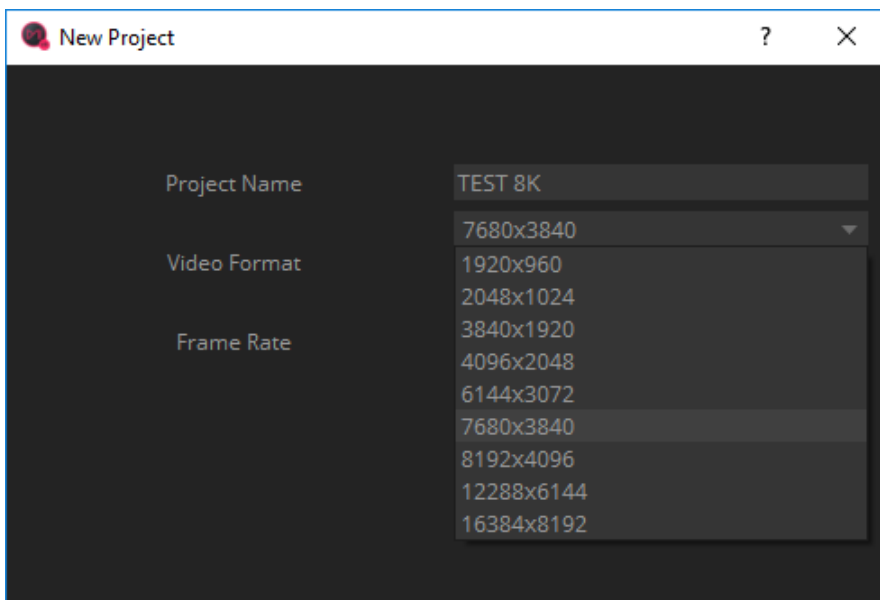 New Project
?
Project Name
TEST 8K
7680x3840
Video Format
1920x960
2048x1024
3840x1920
4096x2048
6144x3072
7680x3840
8192x4096
12288x6144
16384x8192
Frame Rate